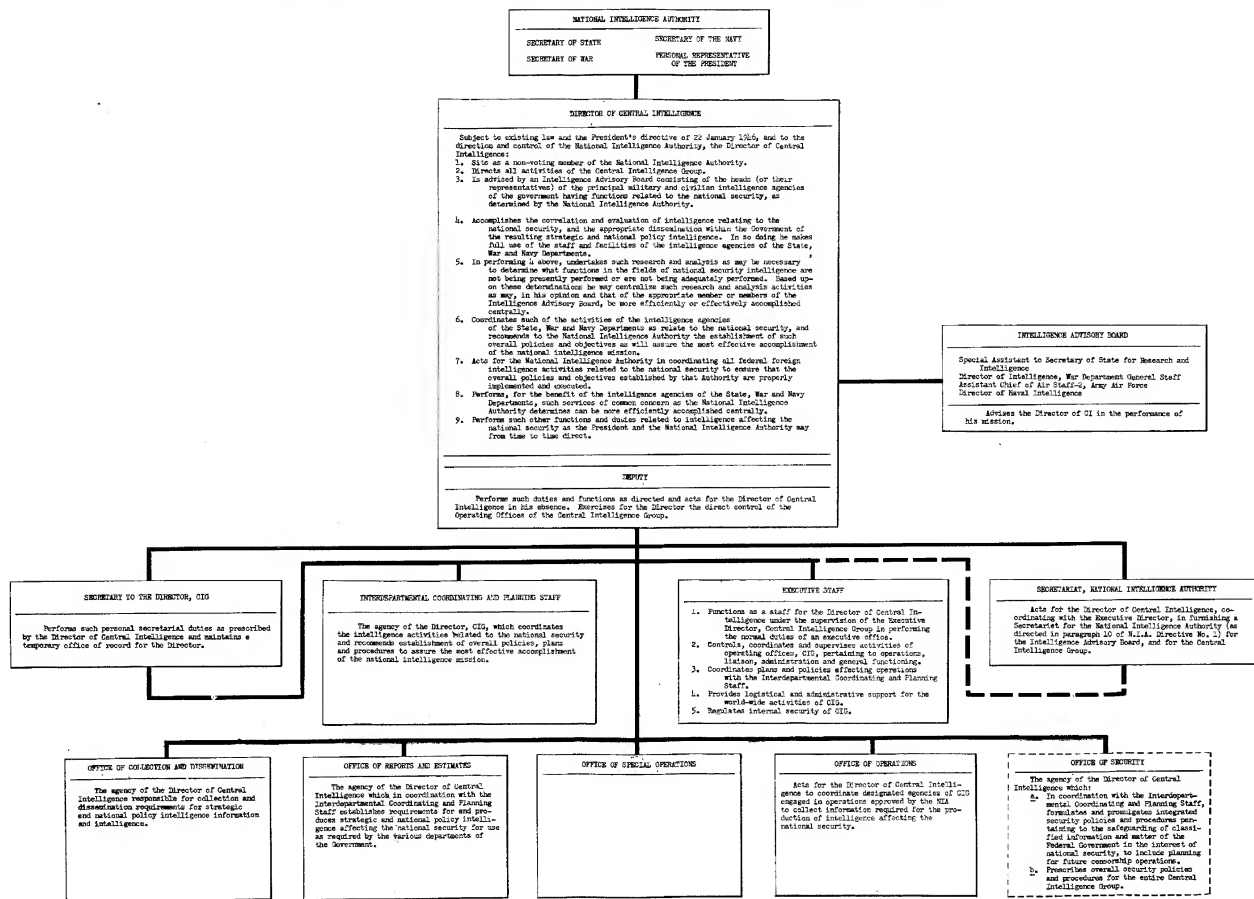 NATIONAL INTELLIGENCE AUTHORITY
SECRETARY OF STATE
SECRETARY OF THE NAVY
SECRETARY OF WAR
PERSONAL REPRESENTATIVE
OF THE PRESIDENT
DIRECTOR OF CENTRAL INTELLIGENCE
Subject to existing law and the President's directive of 22 January 1946, and to the
direction and control of the National Intelligence Authority, the Director of Central
Intelligence:
1. Sits as a non-voting member of the National Intelligence Authority.
2. Directs all activities of the Central Intelligence Group.
3. Is advised by an Intelligence Advisory Board consisting of the heads (or their
representatives) of the principal military and civilian intelligence agencies
of the government having functions related to the national security, as
determined by the National Intelligence Authority.
4. Accomplishes the correlation and evaluation of intelligence relating to the
national security, and the appropriate dissemination within the Government of
the resulting strategic and national policy intelligence. In so doing he makes
full use of the staff and facilities of the intelligence agencies of the State,
War and Navy Departments.
5. In performing 4 above, undertakes such research and analysis as may be necessary
to determine what functions in the fields of national security intelligence are
not being presently performed or are not being adequately performed. Based up-
on these determinations he may centralize such research and analysis activities
as may, in his opinion and that of the appropriate member or members of the
Intelligence Advisory Board, be more efficiently or effectively accomplished
centrally.
6. Coordinates such of the activities of the intelligence agencies
of the State, War and Navy Departments as relate to the national security, and
recommends to the National Intelligence Authority the establishment of such
overall policies and objectives as will assure the most effective accomplishment
of the national intelligence mission.
7. Acts for the National Intelligence Authority in coordinating all federal foreign
intelligence activities related to the national security to ensure that the
overall policies and objectives established by that Authority are properly
implemented and executed.
8. Performs, for the benefit of the intelligence agencies of the State, War and Navy
Departments, such services of common concern as the National Intelligence
Authority determines can be more efficiently accomplished centrally.
9. Performs such other functions and duties related to intelligence affecting the
national security as the President and the National Intelligence Authority may
from time to time direct.
DEPUTY
Performs such duties and functions as directed and acts for the Director of Central
Intelligence in his absence. Exercises for the Director the direct control of the
Operating Offices of the Central Intelligence Group.
INTELLIGENCE ADVISORY BOARD
Special Assistant to Secretary of State for Research and
Intelligence
Director of Intelligence, War Department General Staff
Assistant Chief of Air Staff-2, Army Air Force
Director of Naval Intelligence
Advises the Director of CI in the performance of
his mission.
SECRETARY TO THE DIRECTOR, CIG
Performs such personal secretarial duties as prescribed
by the Director of Central Intelligence and maintains a
temporary office of record for the Director.
INTERDEPARTMENTAL COORDINATING AND PLANNING STAFF
The agency of the Director, CIG, which coordinates
the intelligence activities related to the national security
and recommends establishment of overall policies, plans
and procedures to assure the most effective accomplishment
of the national intelligence mission.
EXECUTIVE STAFF
1. Functions as a staff for the Director of Central In-
telligence under the supervision of the Executive
Director, Central Intelligence Group in performing
the normal duties of an executive office.
2. Controls, coordinates and supervises activities of
operating offices, CIG, pertaining to operations,
liaison, administration and general functioning.
3. Coordinates plans and policies effecting operations
with the Interdepartmental Coordinating and Planning
Staff.
4. Provides logistical and administrative support for the
world-wide activities of CIG.
5. Regulates internal security of CIG.
SECRETARIAT, NATIONAL INTELLIGENCE AUTHORITY
Acts for the Director of Central Intelligence, co-
ordinating with the Executive Director, in furnishing a
Secretariat for the National Intelligence Authority (as
directed in paragraph 10 of N.I.A. Directive No. 1) for
the Intelligence Advisory Board, and for the Central
Intelligence Group.
OFFICE OF COLLECTION AND DISSEMINATION
The agency of the Director of Central
Intelligence responsible for collection and
dissemination requirements for strategic
and national policy intelligence information
and intelligence.
OFFICE OF REPORTS AND ESTIMATES
The agency of the Director of Central
Intelligence which in coordination with the
Interdepartmental Coordinating and Planning
Staff establishes requirements for and pro-
duces strategic and national policy intelli-
gence affecting the national security for use
as required by the various departments of
the Government.
OFFICE OF SPECIAL OPERATIONS
OFFICE OF OPERATIONS
Acts for the Director of Central Intelli-
gence to coordinate designated agencies of CIG
engaged in operations approved by the NIA
to collect information required for the pro-
duction of intelligence affecting the
national security.
OFFICE OF SECURITY
The agency of the Director of Central
Intelligence which:
a. In coordination with the Interdepart-
mental Coordinating and Planning Staff,
formulates and promulgates integrated
security policies and procedures per-
taining to the safeguarding of classi-
fied information and matter of the
Federal Government in the interest of
national security, to include planning
for future censorship operations.
b. Prescribes overall security policies
and procedures for the entire Central
Intelligence Group.